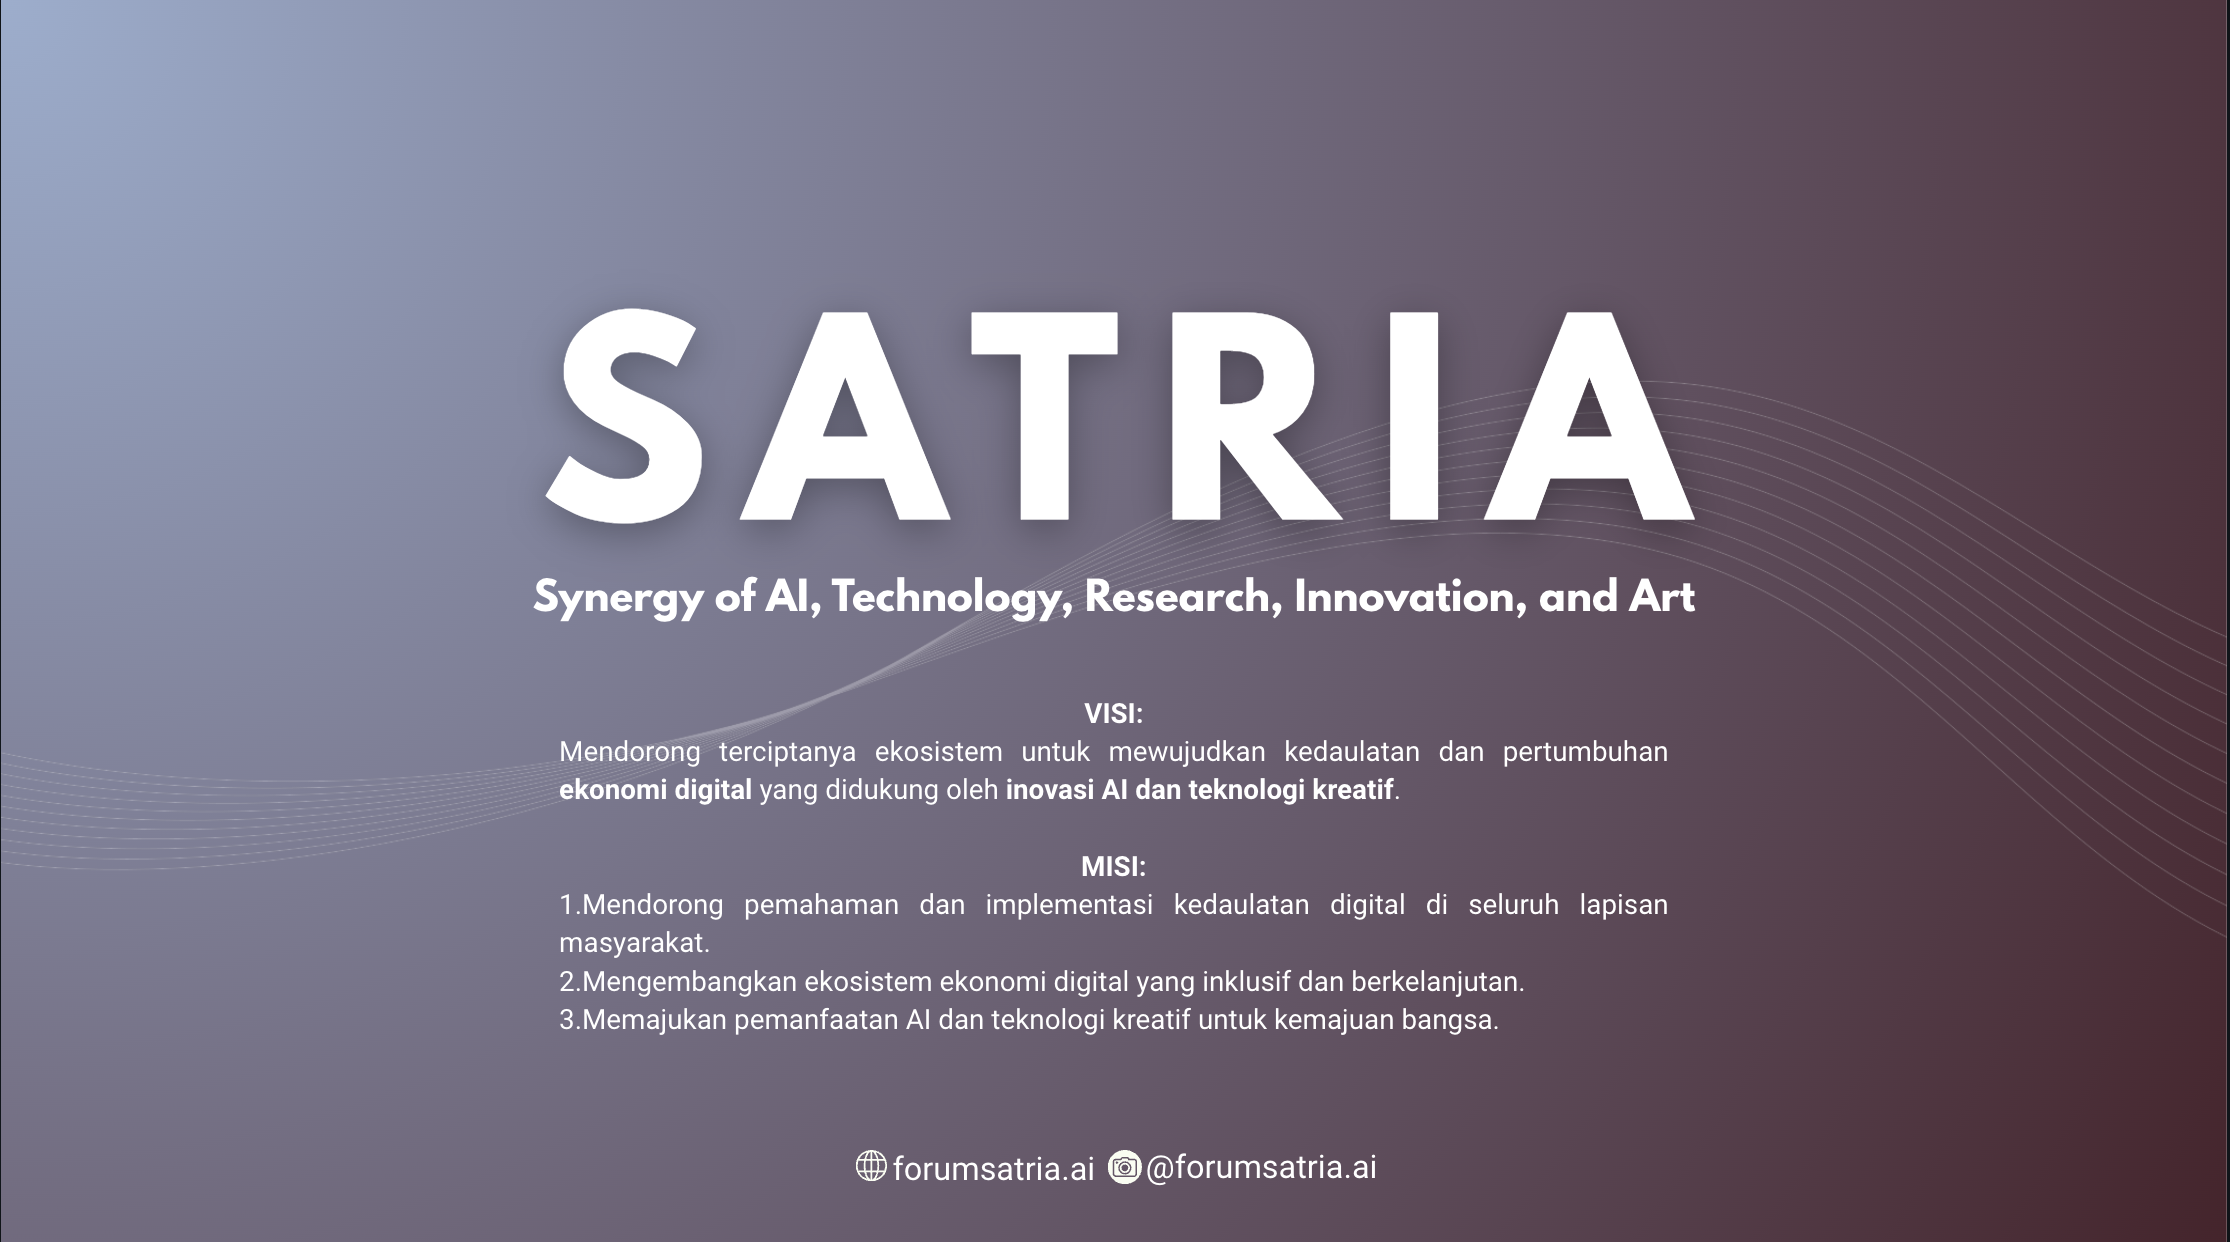 SATRIA
Synergy of AI, Technology, Research, Innovation, and Art
VISI:
Mendorong terciptanya ekosistem untuk mewujudkan kedaulatan dan pertumbuhan
ekonomi digital yang didukung oleh inovasi AI dan teknologi kreatif.
MISI:
1.Mendorong pemahaman dan implementasi kedaulatan digital di seluruh lapisan
masyarakat.
2.Mengembangkan ekosistem ekonomi digital yang inklusif dan berkelanjutan.
3.Memajukan pemanfaatan AI dan teknologi kreatif untuk kemajuan bangsa.
forumsatria.ai @forumsatria.ai